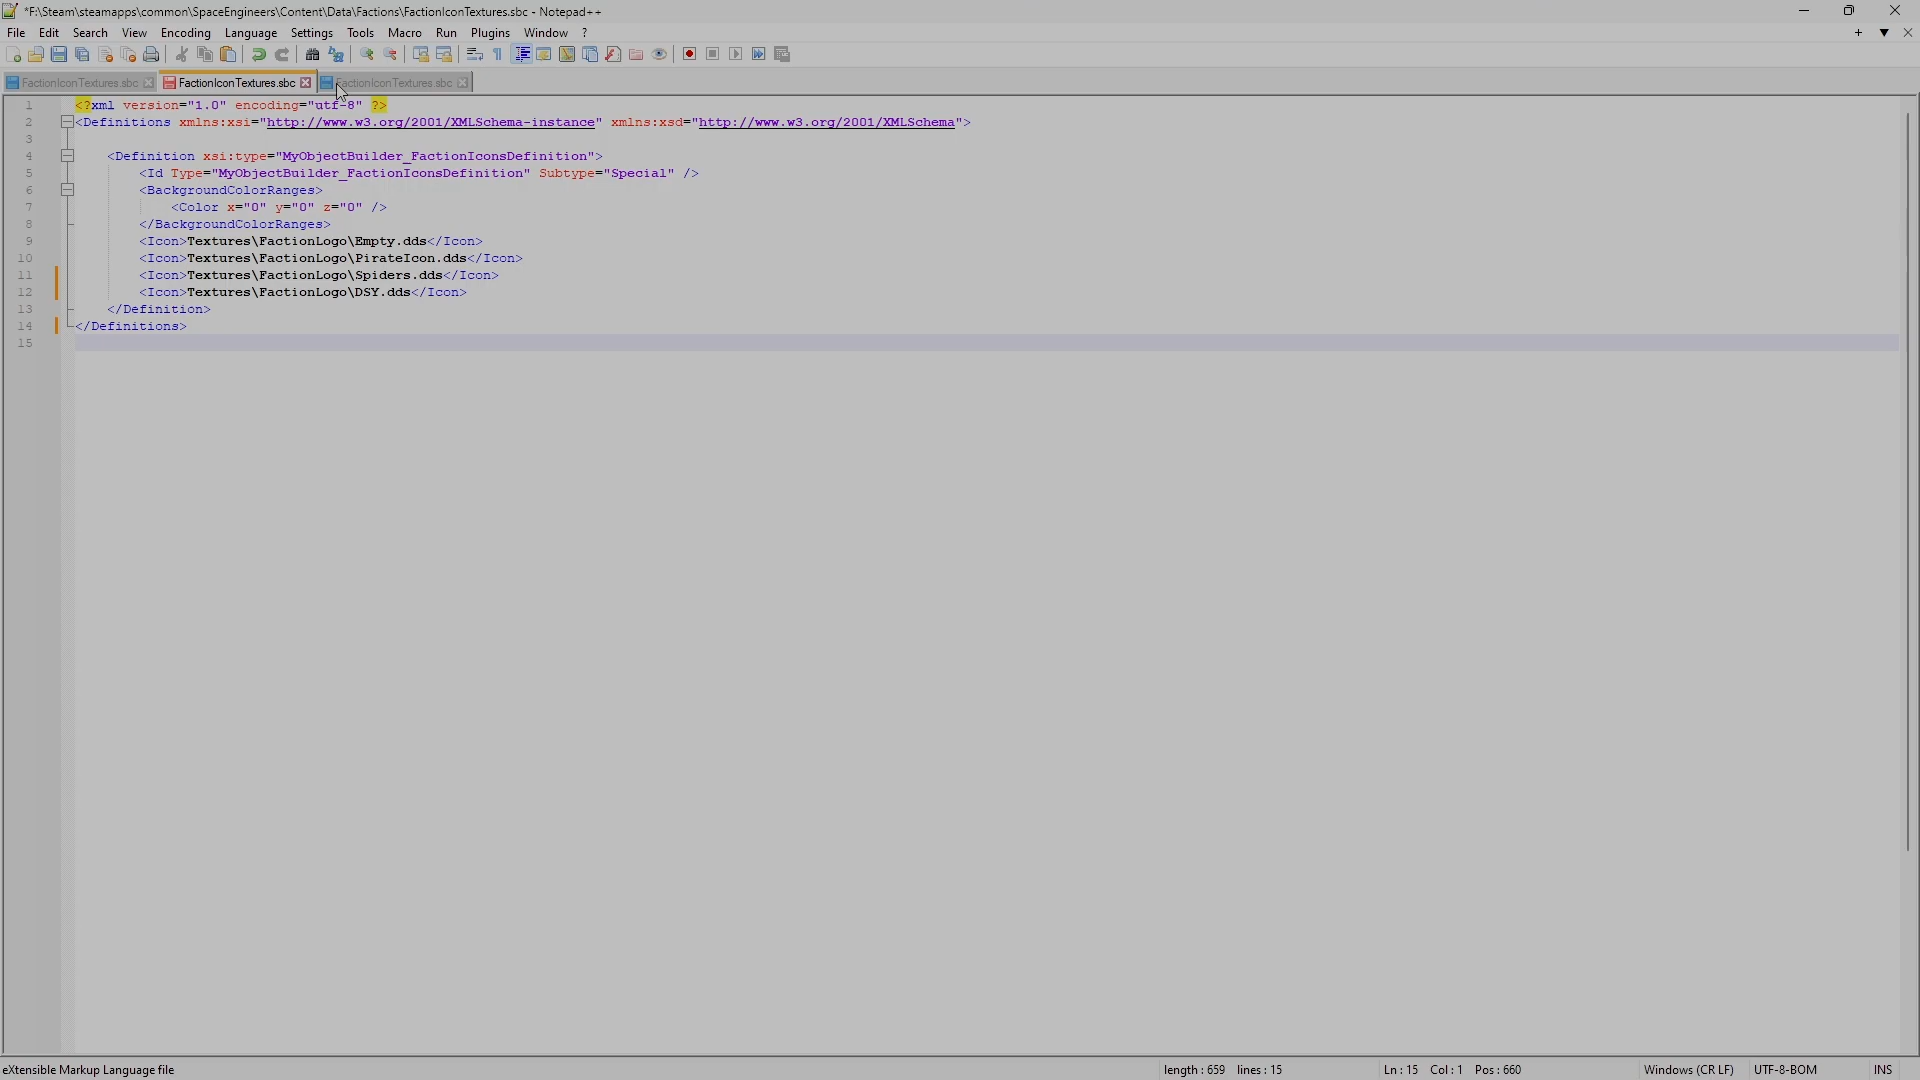 *F:\Steam\steamapps\common\SpaceEngineers\Content\Data\Factions\FactionIconTextures.sbc - Notepad++
File Edit Search View Encoding Language Settings Tools Macro Run Plugins Window ?
FactionIconTextures.sbc FactionIconTextures.sbc FactionIconTextures.sbc
1 <?xml version="1.0" encoding="utf-8" ?>
2 <Definitions xmlns:xsi="http://www.w3.org/2001/XMLSchema-instance" xmlns:xsd="http://www.w3.org/2001/XMLSchema">
3
4 <Definition xsi:type="MyObjectBuilder_FactionIconsDefinition">
5 <Id Type="MyObjectBuilder_FactionIconsDefinition" Subtype="Special" />
6 <BackgroundColorRanges>
7 <Color x="0" y="0" z="0" />
8 </BackgroundColorRanges>
9 <Icon>Textures\FactionLogo\Empty.dds</Icon>
10 <Icon>Textures\FactionLogo\PirateIcon.dds</Icon>
11 <Icon>Textures\FactionLogo\Spiders.dds</Icon>
12 <Icon>Textures\FactionLogo\DSY.dds</Icon>
13 </Definition>
14 </Definitions>
15
eXtensible Markup Language file length : 659 lines : 15 Ln : 15 Col : 1 Pos : 660 Windows (CR LF) UTF-8-BOM INS